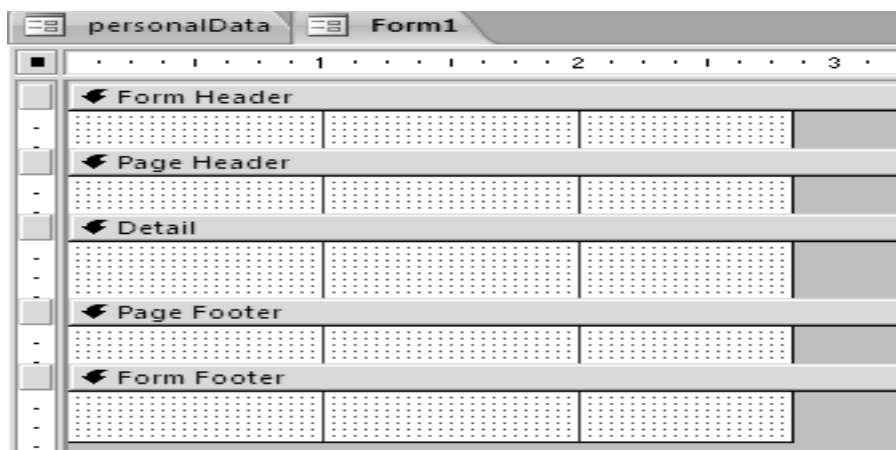 personalData Form1
1 2 3
Form Header
Page Header
Detail
Page Footer
Form Footer